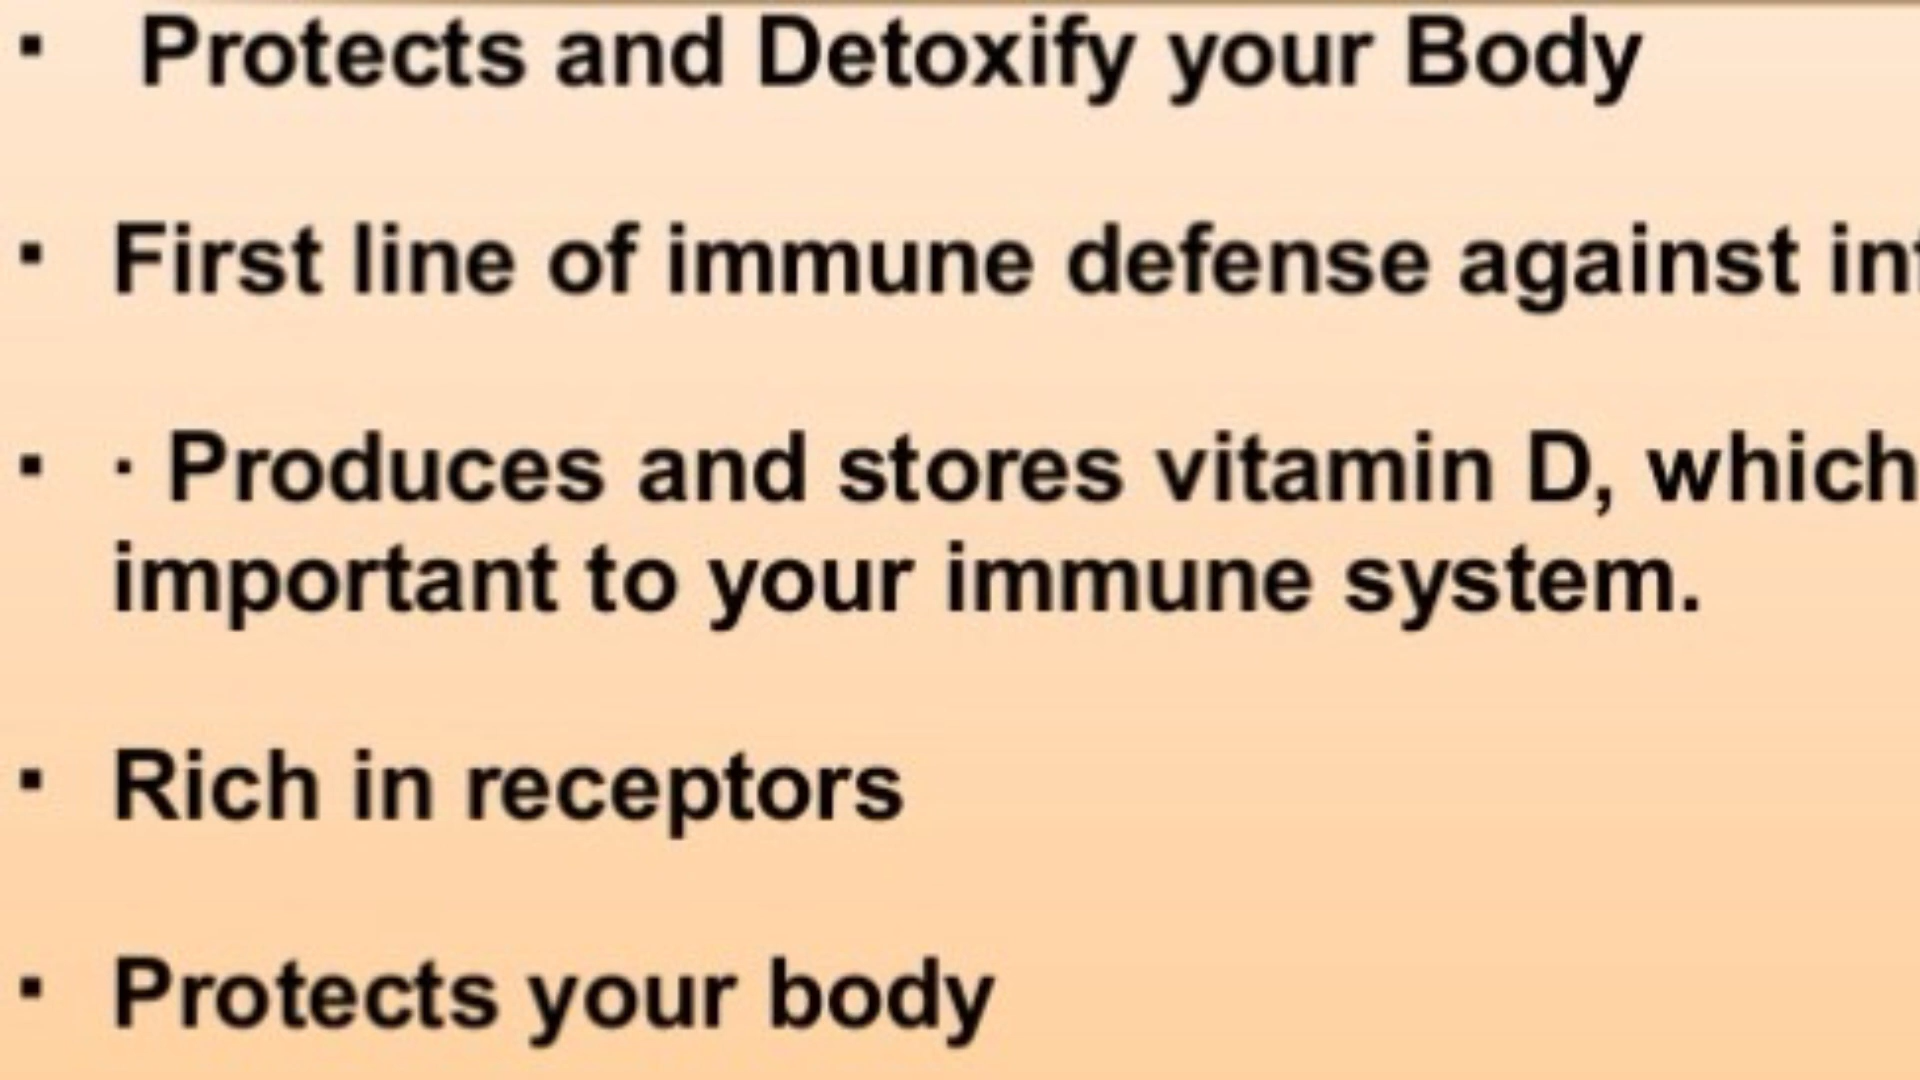 ▪ Protects and Detoxify your Body
▪ First line of immune defense against
▪ · Produces and stores vitamin D, which
important to your immune system.
▪ Rich in receptors
▪ Protects your body